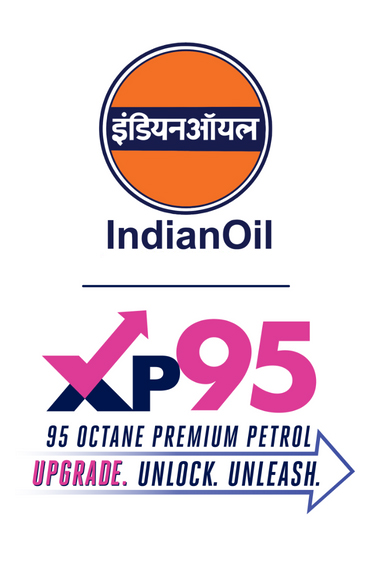 इंडियनऑयल
IndianOil
XP95
95 OCTANE PREMIUM PETROL
UPGRADE. UNLOCK. UNLEASH.